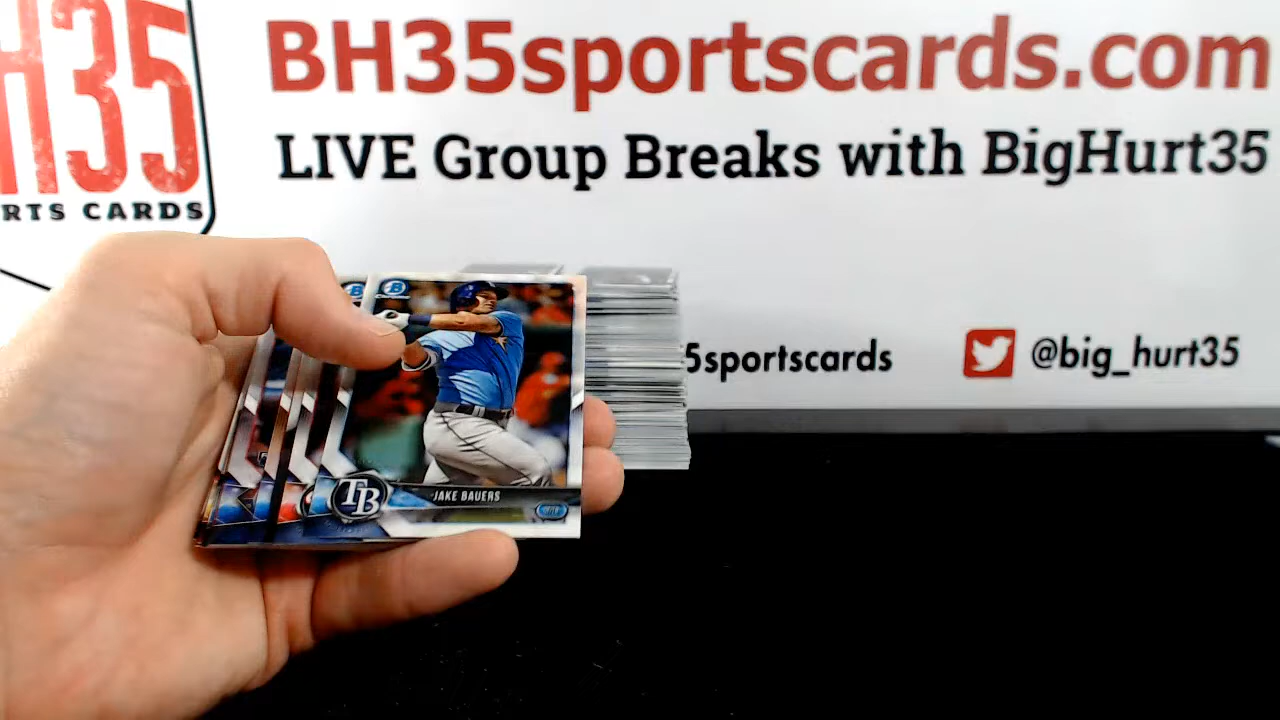 H35
RTS CARDS
BH35sportscards.com
LIVE Group Breaks with BigHurt35
5sportscards
@big_hurt35
B
B
TB
JAKE BAUERS